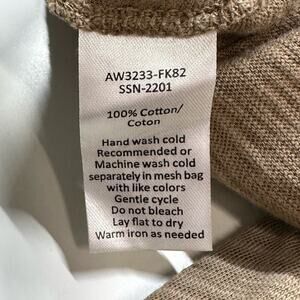 AW3233-FK82
SSN-2201
100% Cotton/
Coton
Hand wash cold
Recommended or
Machine wash cold
separately in mesh bag
with like colors
Gentle cycle
Do not bleach
Lay flat to dry
Warm iron as needed